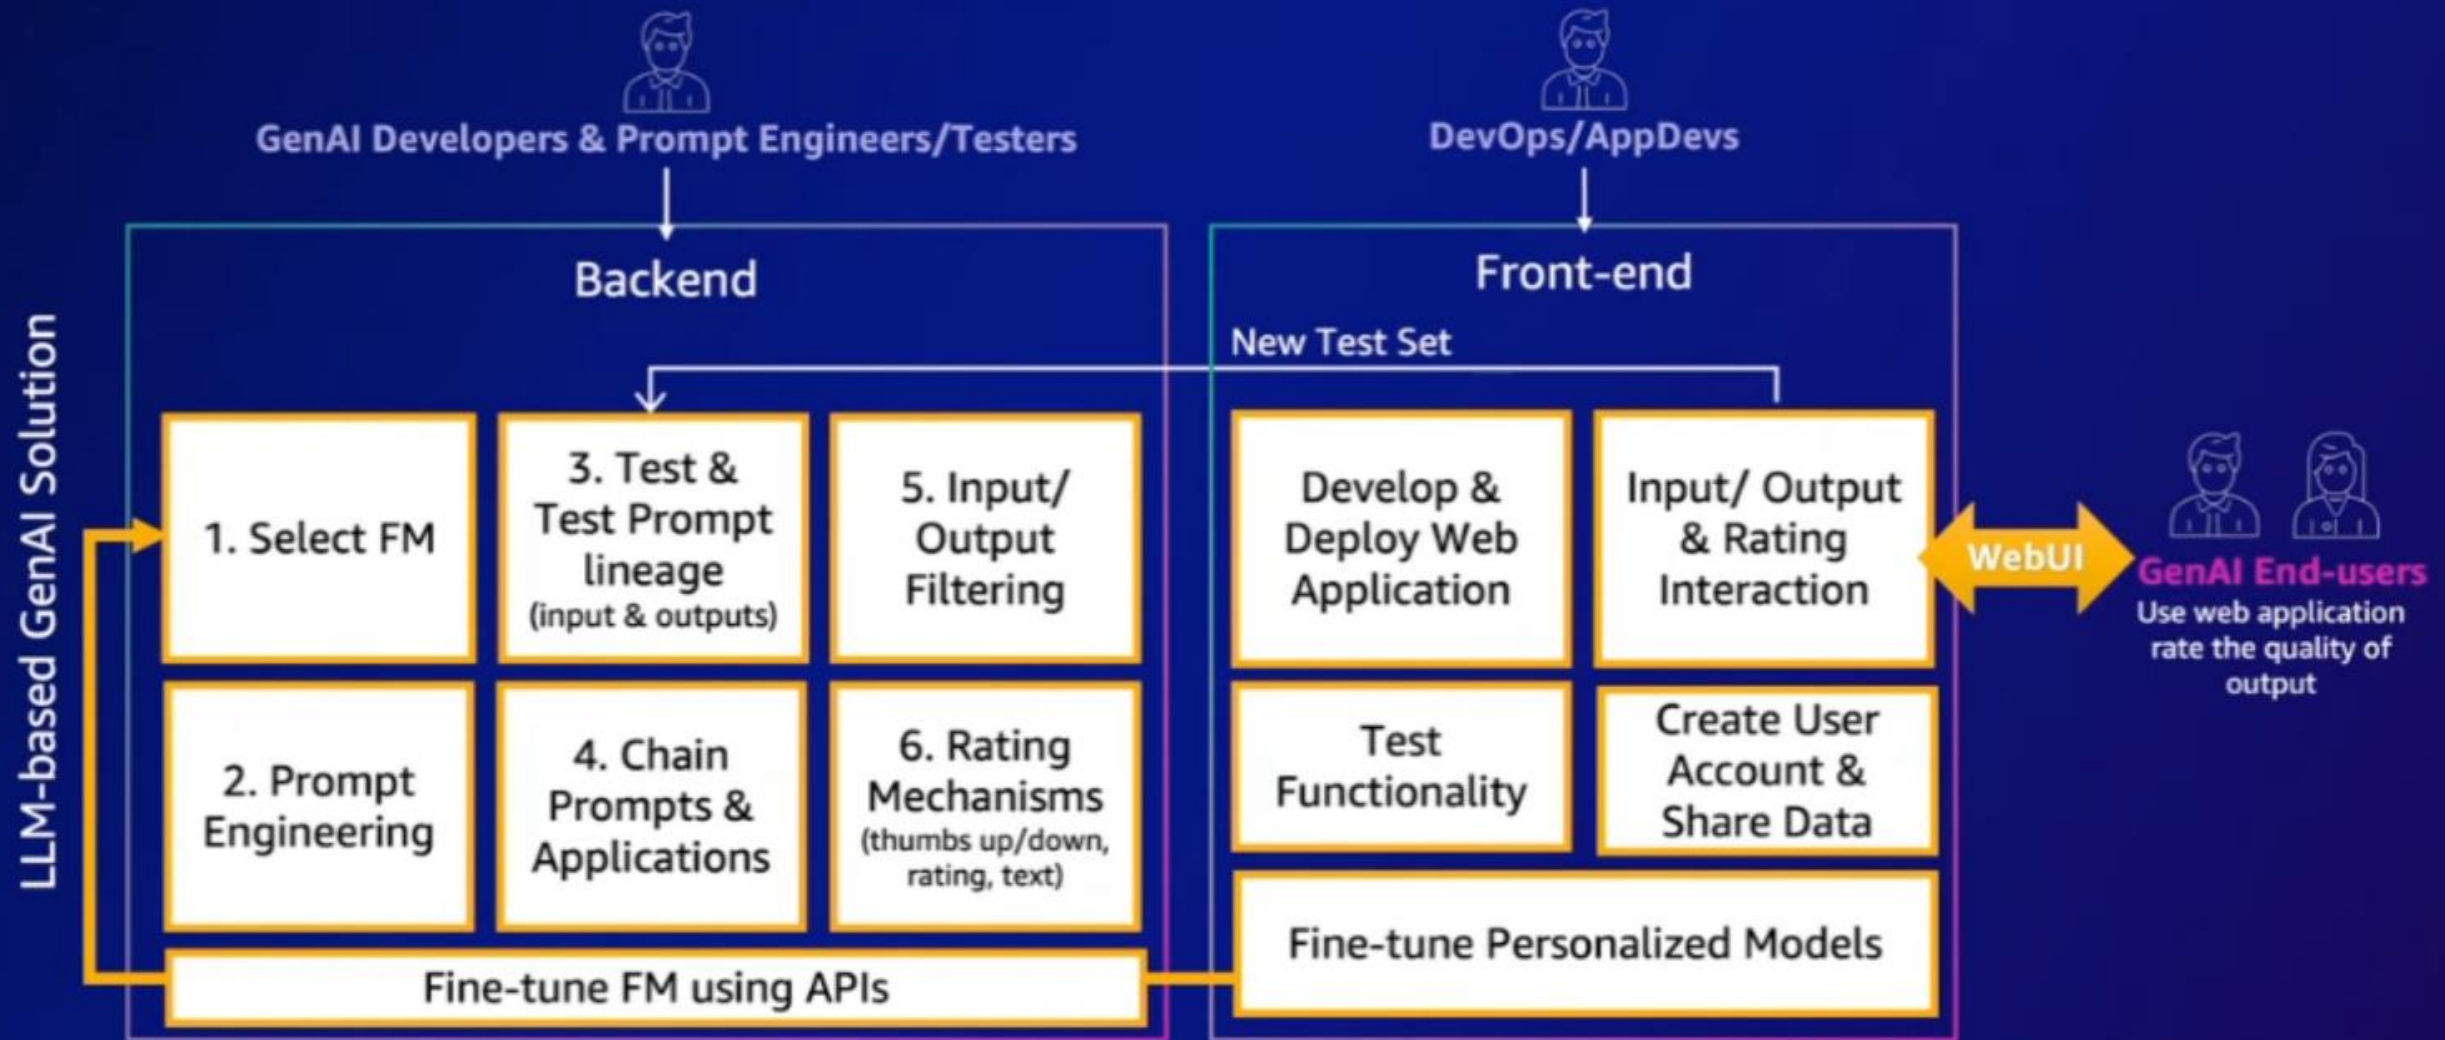 GenAI Developers & Prompt Engineers/Testers
DevOps/AppDevs
LLM-based GenAI Solution
Backend
Front-end
New Test Set
1. Select FM
3. Test &
Test Prompt
lineage
(input & outputs)
5. Input/
Output
Filtering
2. Prompt
Engineering
4. Chain
Prompts &
Applications
6. Rating
Mechanisms
(thumbs up/down,
rating, text)
Fine-tune FM using APIs
Develop &
Deploy Web
Application
Input/ Output
& Rating
Interaction
Test
Functionality
Create User
Account &
Share Data
Fine-tune Personalized Models
WebUI
GenAI End-users
Use web application
rate the quality of
output